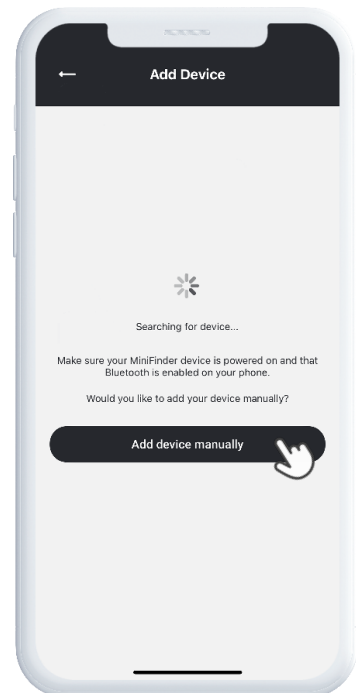 Add Device
Searching for device...
Make sure your MiniFinder device is powered on and that
Bluetooth is enabled on your phone.
Would you like to add your device manually?
Add device manually